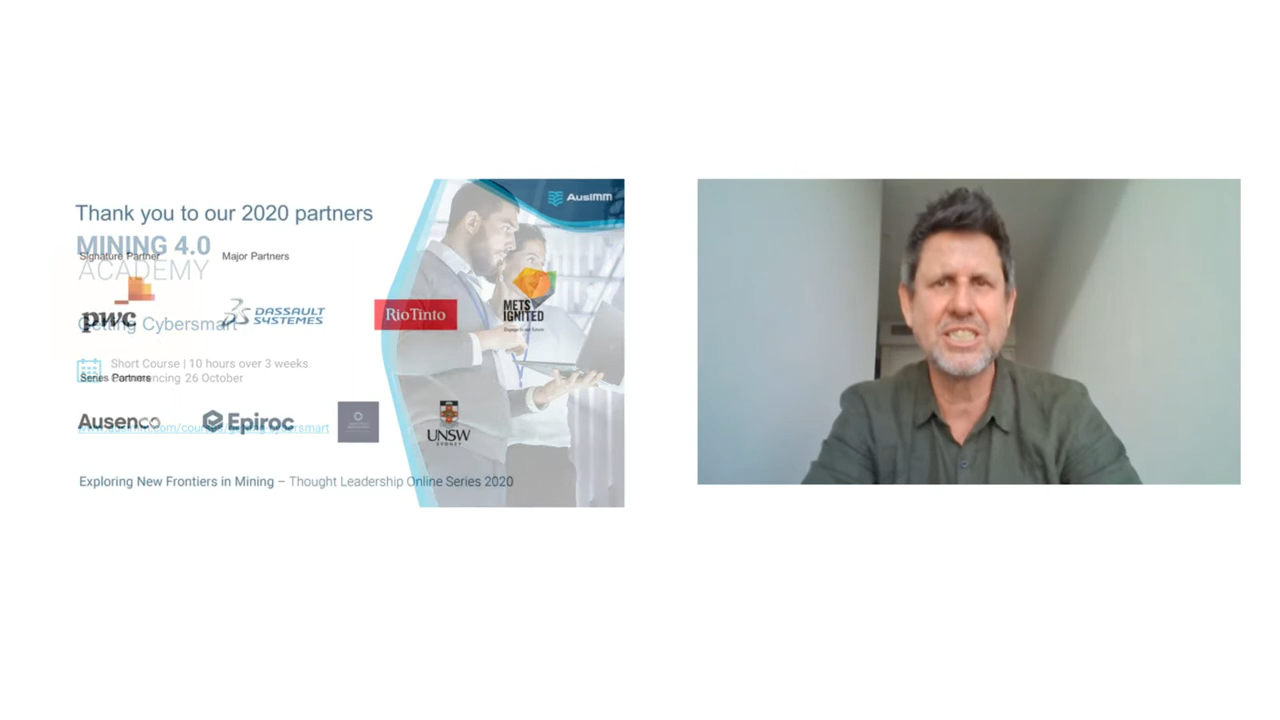 AusIMM
Thank you to our 2020 partners
MINING 4.0
Signature Partner
Major Partners
ACADEMY
pwc
DASSAULT
SYSTEMES
RioTinto
METS
IGNITED
Getting Cybersmart
Short Course | 10 hours over 3 weeks
Series Partners
26 October
Ausenco
Epiroc
UNSW
SYDNEY
Exploring New Frontiers in Mining – Thought Leadership Online Series 2020